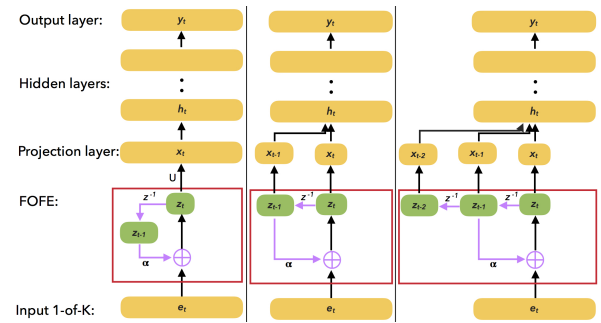 Output layer: yt yt yt
Hidden layers:
ht ht ht
Projection layer: xt xt-1 xt xt-2 xt-1 xt
U
FOFE: z-1 zt zt-1 z-1 zt zt-2 z-1 zt-1 z-1 zt
zt-1
α α α
Input 1-of-K: et et et